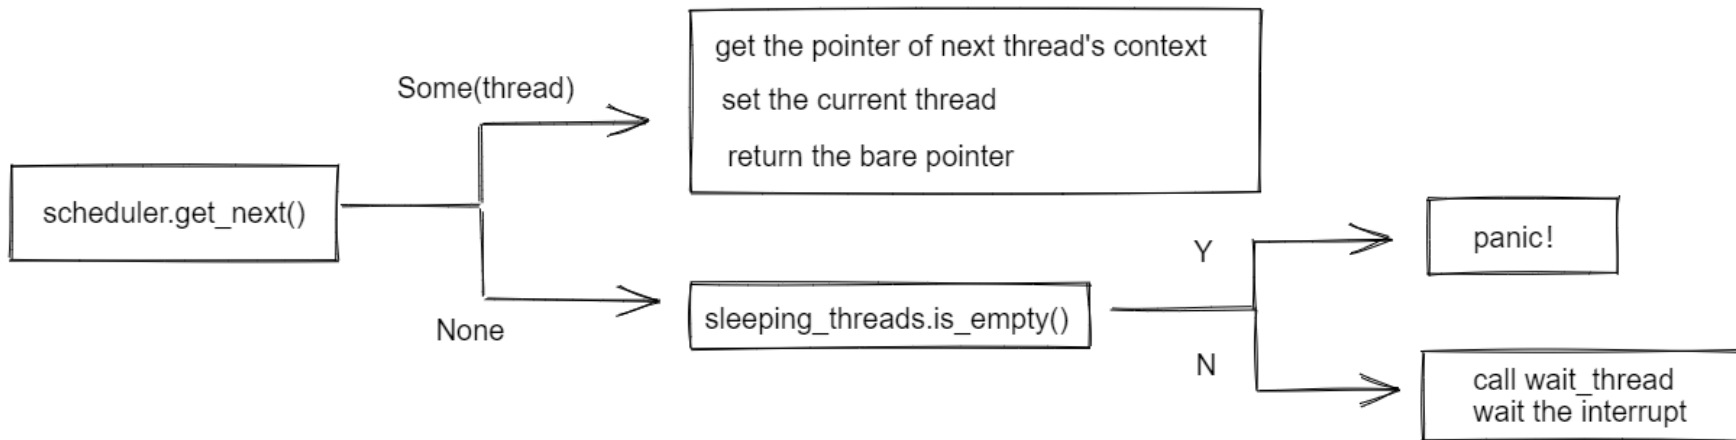 get the pointer of next thread's context
Some(thread)
set the current thread
return the bare pointer
scheduler.get_next()
Y
panic!
sleeping_threads.is_empty()
None
N
call wait_thread
wait the interrupt